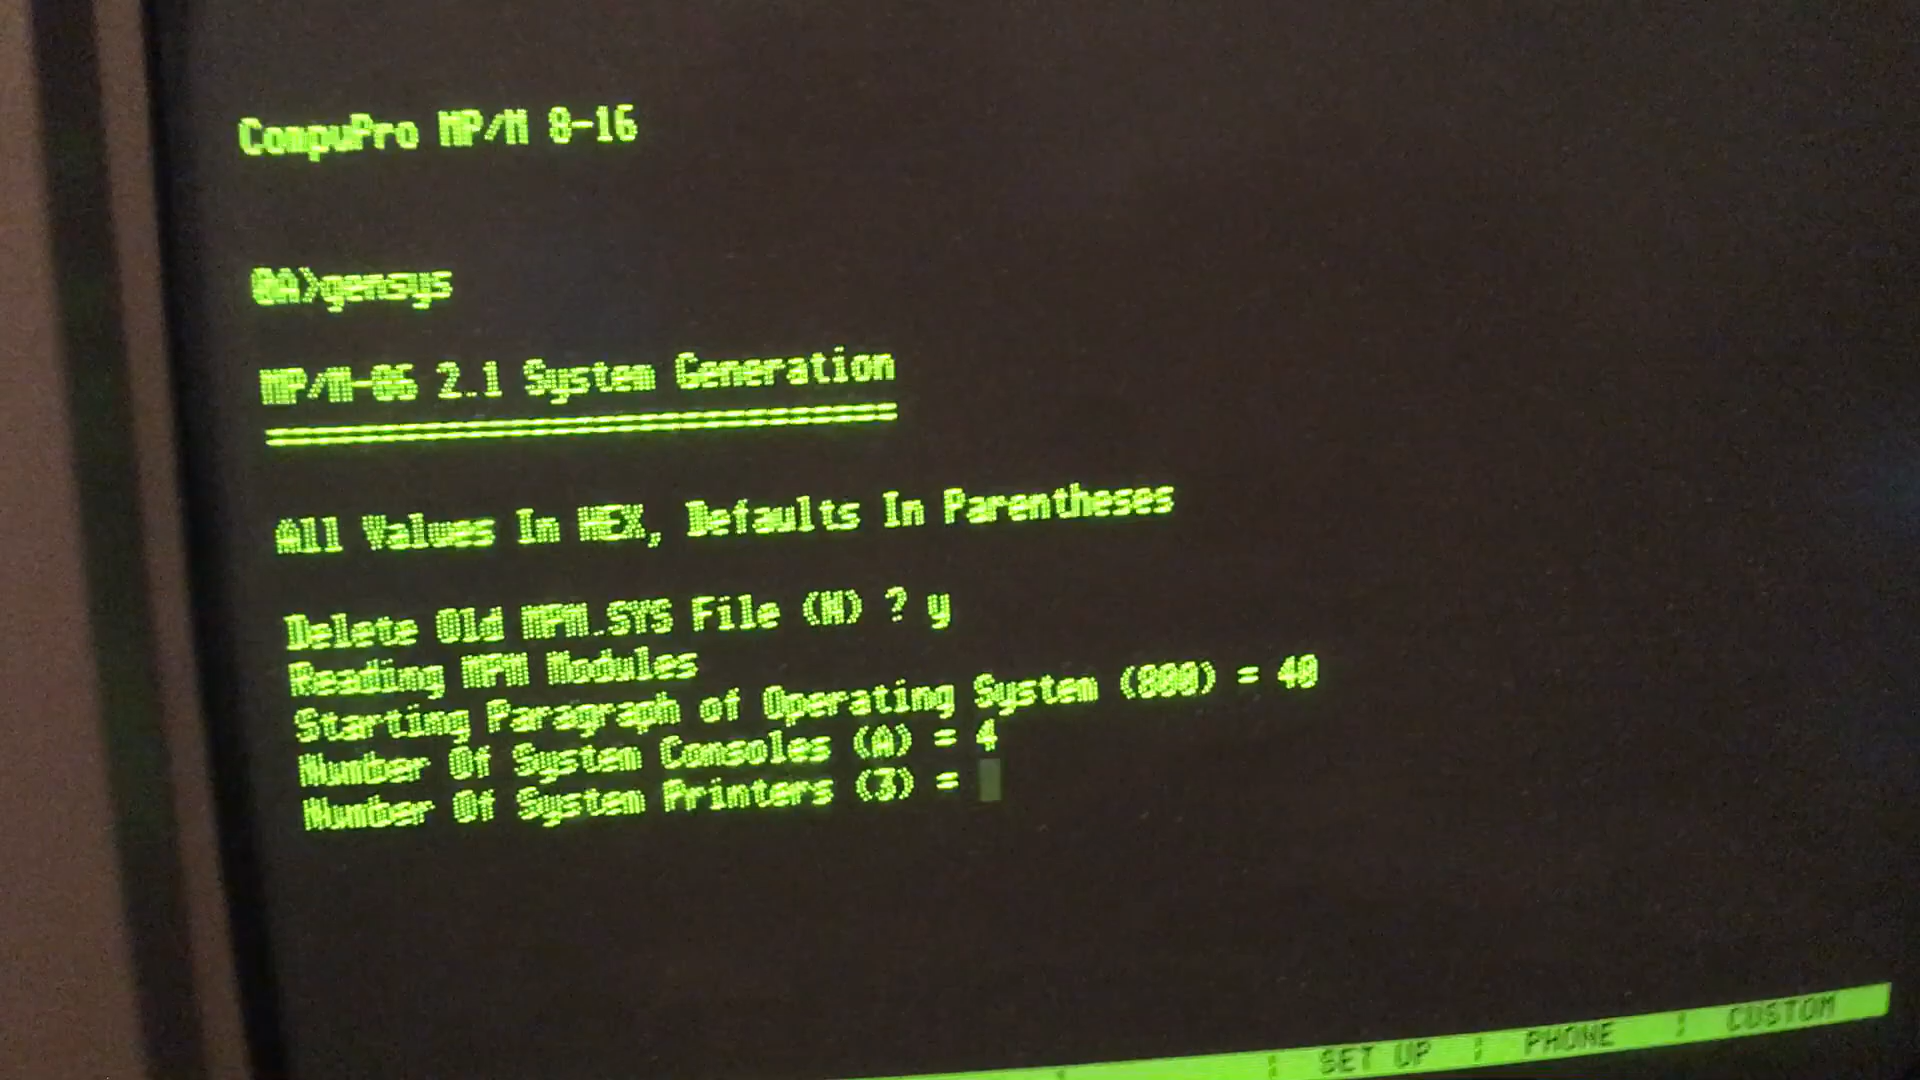 CompuPro MP/M 8-16
0A>gensys
MP/M-86 2.1 System Generation
=============================
All Values In HEX, Defaults In Parentheses
Delete Old MPM.SYS File (N) ? y
Reading MPM Modules
Starting Paragraph of Operating System (800) = 40
Number Of System Consoles (A) = 4
Number Of System Printers (3) =
SET UP ¦ PHONE ¦ CUSTOM